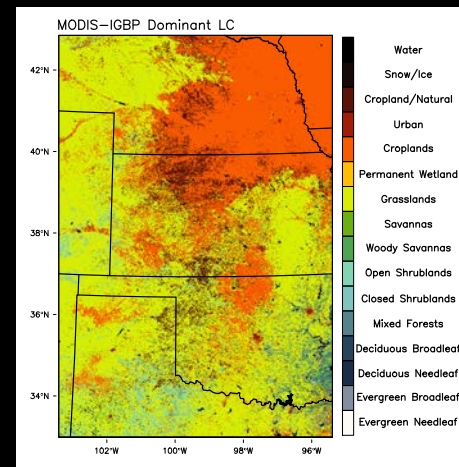 MODIS-IGBP Dominant LC
42°N
40°N
38°N
36°N
34°N
102°W 100°W 98°W 96°W
Water
Snow/Ice
Cropland/Natural
Urban
Croplands
Permanent Wetland
Grasslands
Savannas
Woody Savannas
Open Shrublands
Closed Shrublands
Mixed Forests
Deciduous Broadleaf
Deciduous Needleleaf
Evergreen Broadleaf
Evergreen Needleaf